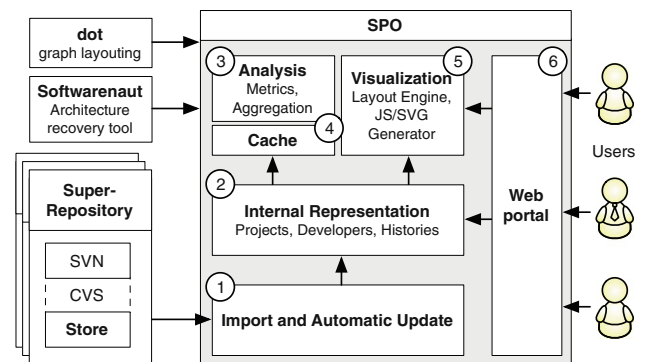 SPO
dot
graph layouting
Softwarenaut
Architecture
recovery tool
Super-
Repository
SVN
CVS
Store
3
Analysis
Metrics,
Aggregation
4
Cache
5
Visualization
Layout Engine,
JS/SVG
Generator
6
Web
portal
2
Internal Representation
Projects, Developers, Histories
1
Import and Automatic Update
Users